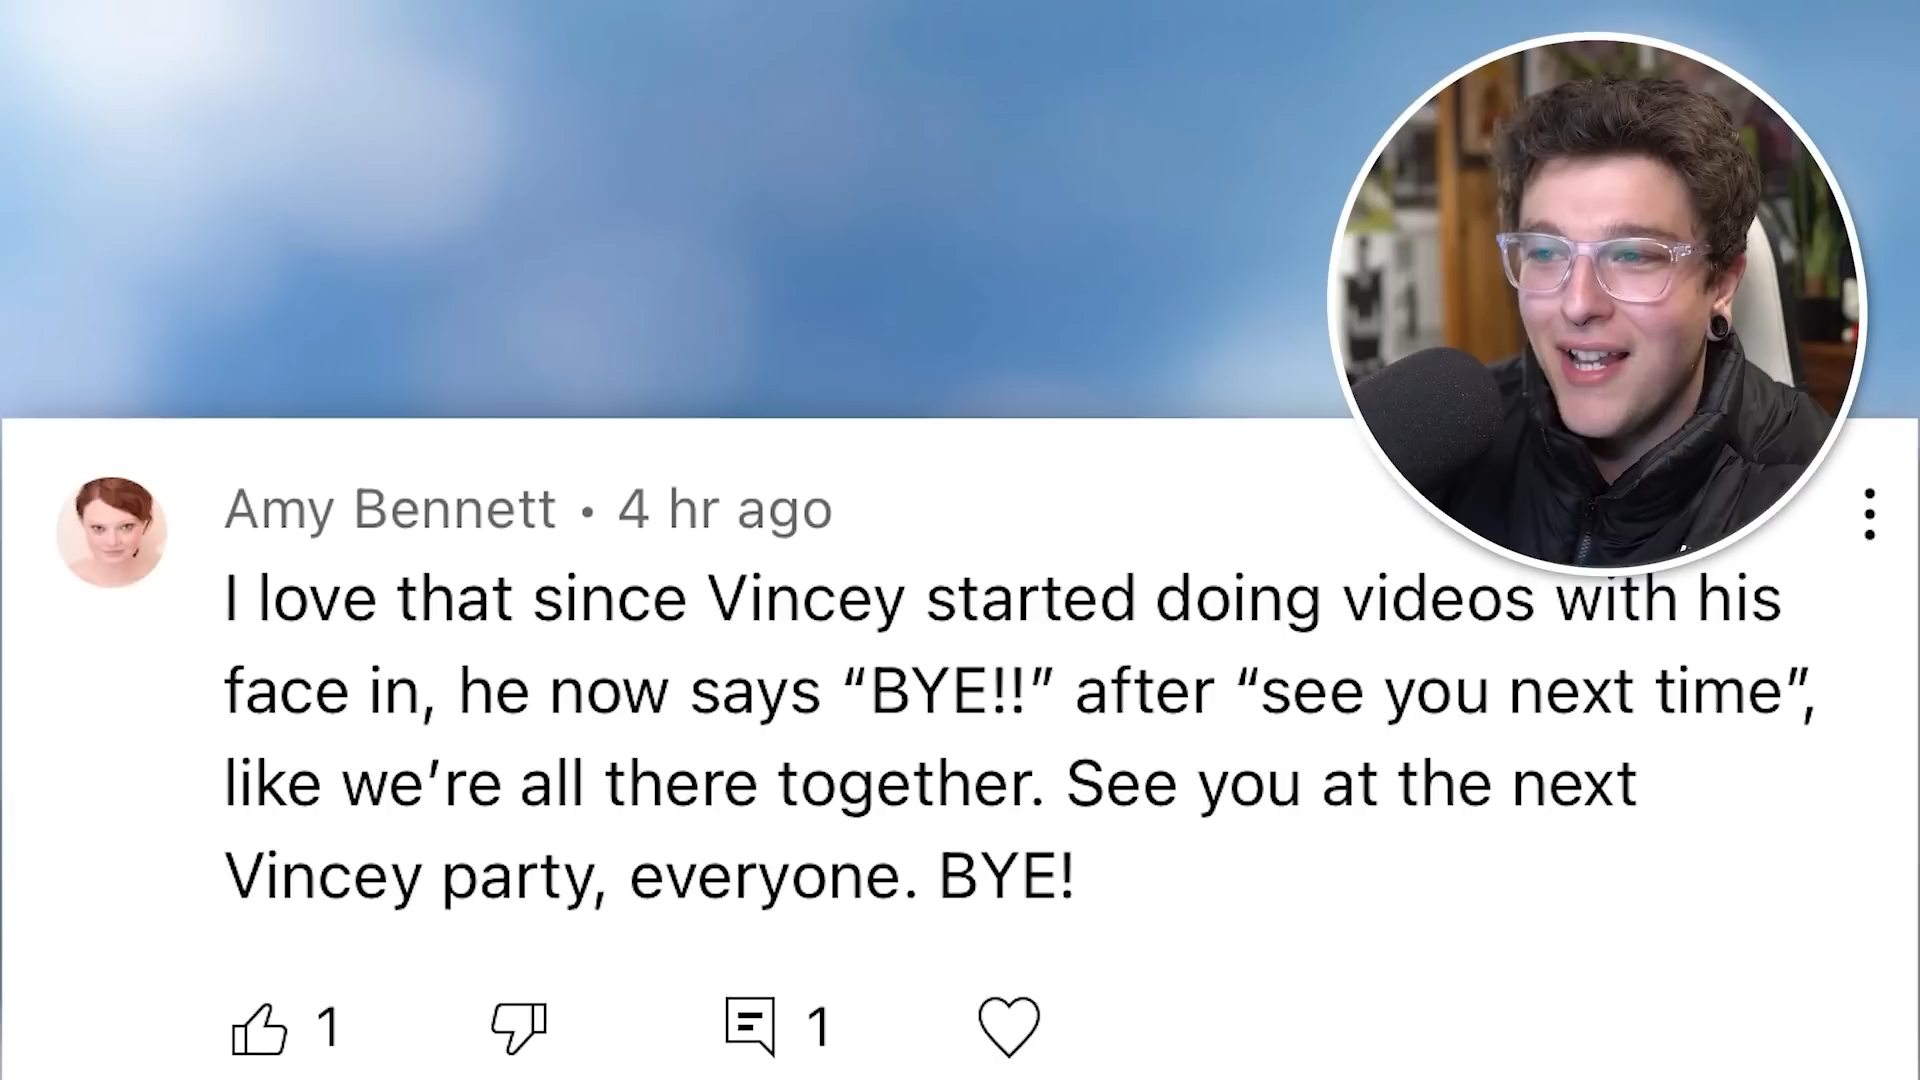 Amy Bennett • 4 hr ago
I love that since Vincey started doing videos with his
face in, he now says “BYE!!” after “see you next time”,
like we’re all there together. See you at the next
Vincey party, everyone. BYE!
1
1